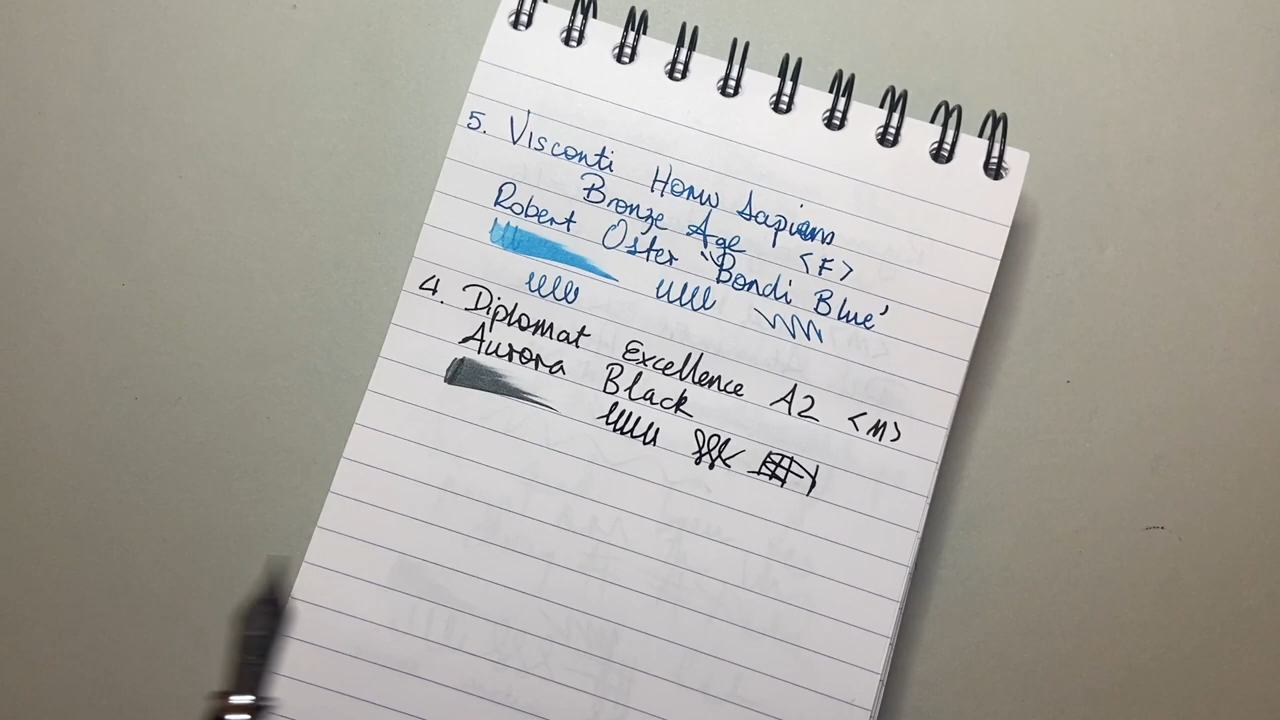 5. Visconti Homo Sapiens
Bronze Age <F>
Robert Oster 'Bondi Blue'
4. Diplomat Excellence A2 <M>
Aurora Black